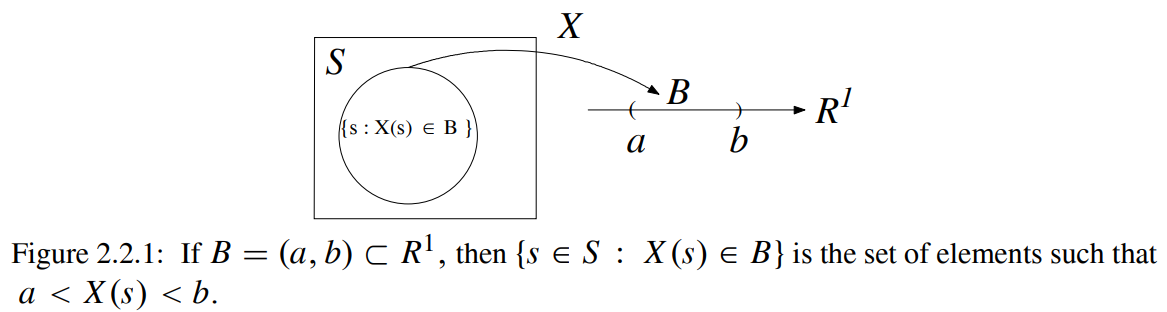 X
S
B
R¹
{s : X(s) ∈ B }
a
b
Figure 2.2.1: If B = (a, b) ⊂ R¹, then {s ∈ S : X(s) ∈ B} is the set of elements such that
a < X(s) < b.